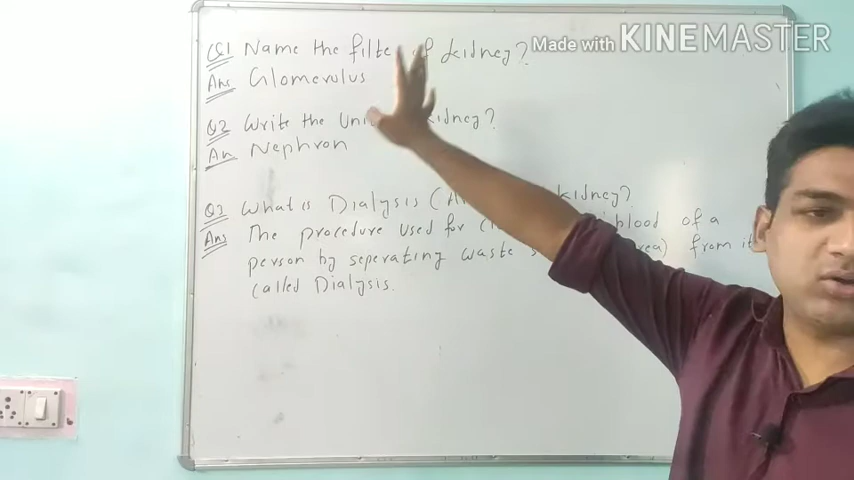 Made with KINEMASTER
Q1 Name the filte of kidney?
Ans Glomerulus
Q2 Write the Uni kidney?
An Nephron
Q3 What is Dialysis ( kidney?
Ans The procedure used for blood of a
person by seperating waste from it
called Dialysis.